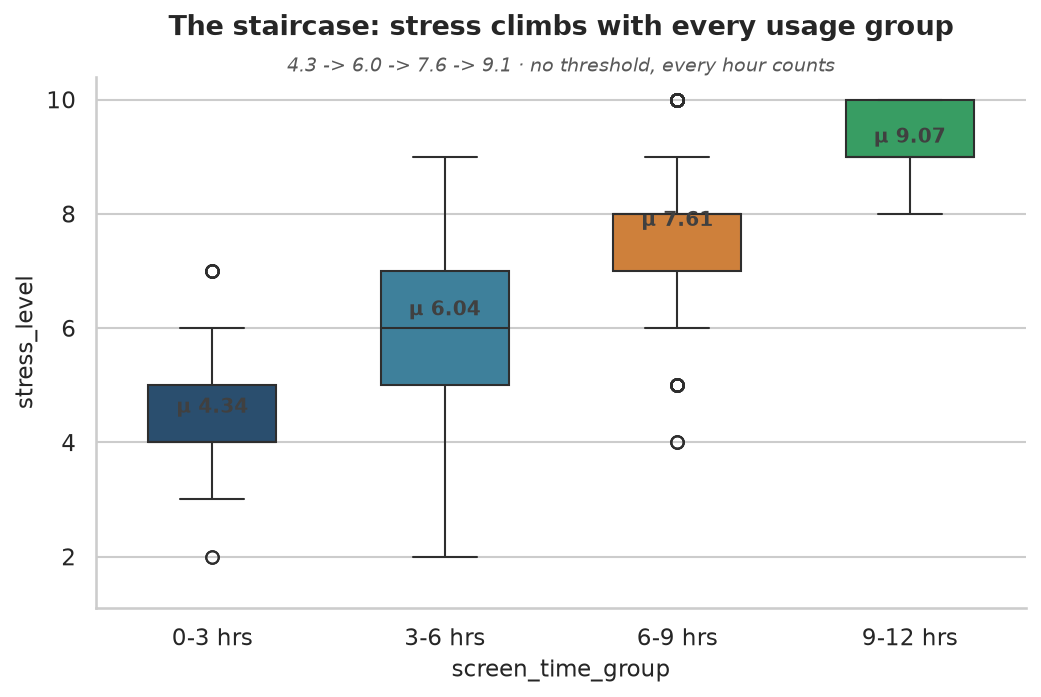 The staircase: stress climbs with every usage group
4.3 -> 6.0 -> 7.6 -> 9.1 · no threshold, every hour counts
stress_level
10
8
6
4
2
μ 4.34
μ 6.04
μ 7.61
μ 9.07
0-3 hrs
3-6 hrs
6-9 hrs
9-12 hrs
screen_time_group